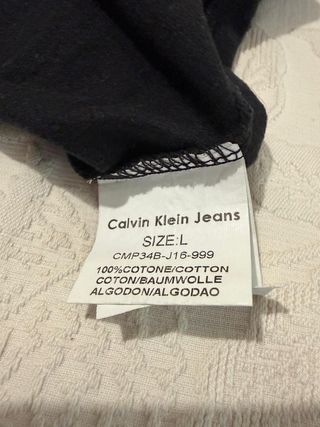 Calvin Klein Jeans
SIZE:L
CMP34B-J16-999
100%COTONE/COTTON
COTON/BAUMWOLLE
ALGODON/ALGODAO